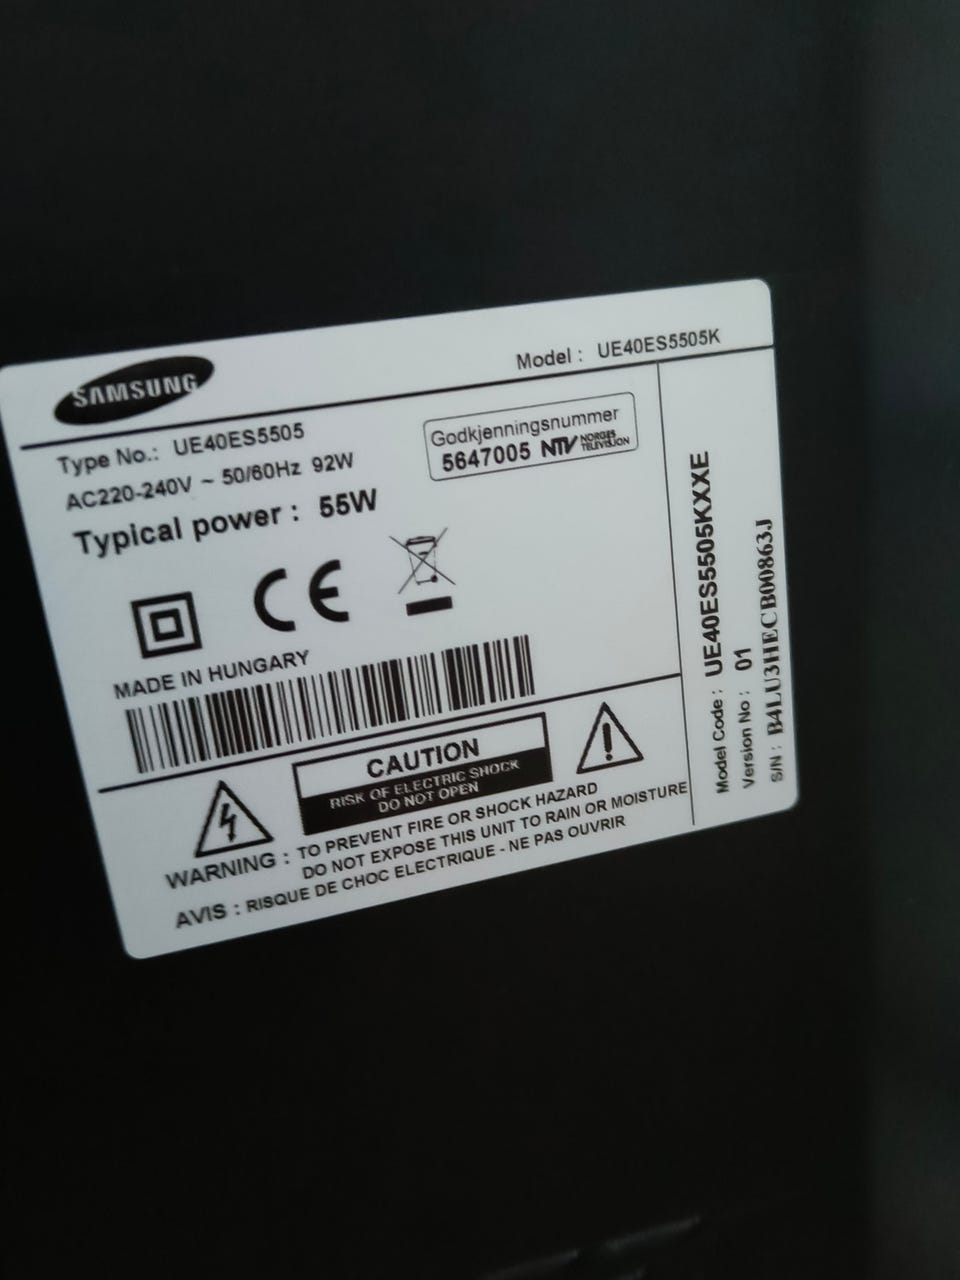 SAMSUNG
Model : UE40ES5505K
Type No.: UE40ES5505
AC220-240V ~ 50/60Hz 92W
Typical power : 55W
Godkjenningsnummer
5647005 NTV NORGES TELEVISJON
CE
MADE IN HUNGARY
CAUTION
RISK OF ELECTRIC SHOCK
DO NOT OPEN
WARNING : TO PREVENT FIRE OR SHOCK HAZARD
DO NOT EXPOSE THIS UNIT TO RAIN OR MOISTURE
AVIS : RISQUE DE CHOC ELECTRIQUE - NE PAS OUVRIR
Model Code : UE40ES5505KXXE
Version No : 01
S/N : B4LU3HECB00863J